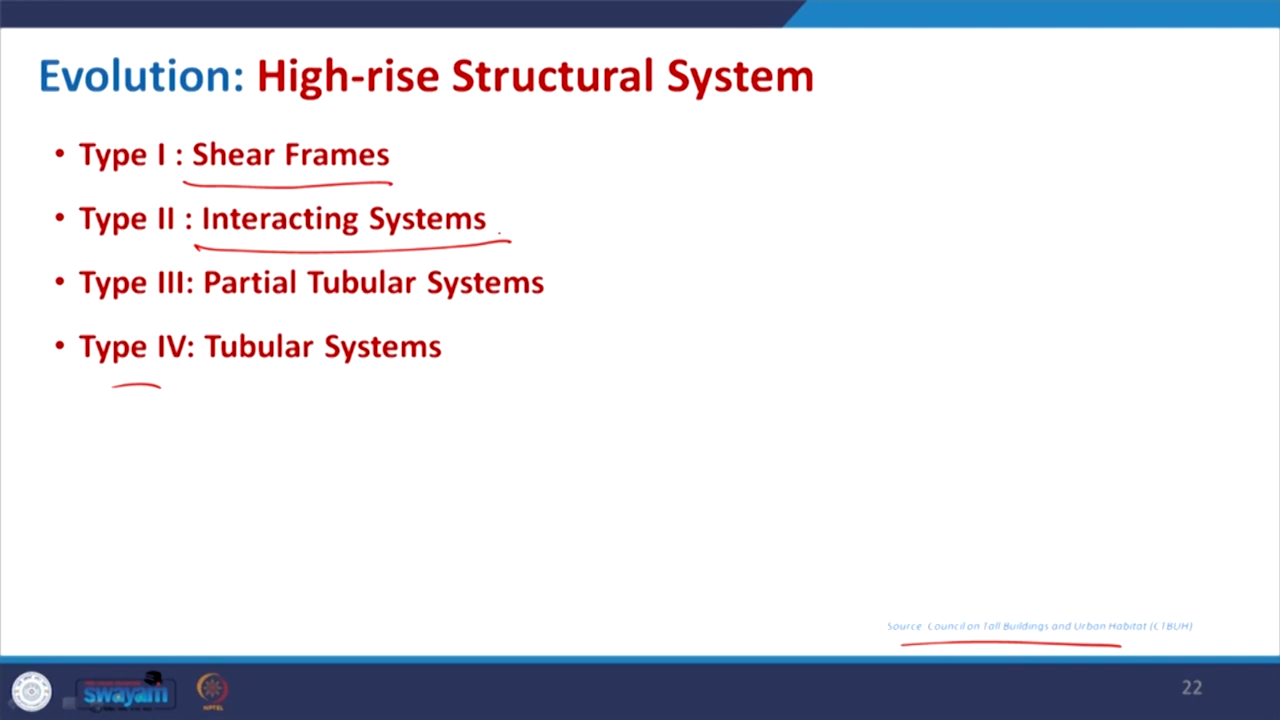 Evolution: High-rise Structural System
• Type I : Shear Frames
• Type II : Interacting Systems
• Type III: Partial Tubular Systems
• Type IV: Tubular Systems
Source Council on Tall Buildings and Urban Habitat (CTBUH)
swayam
NPTEL
22